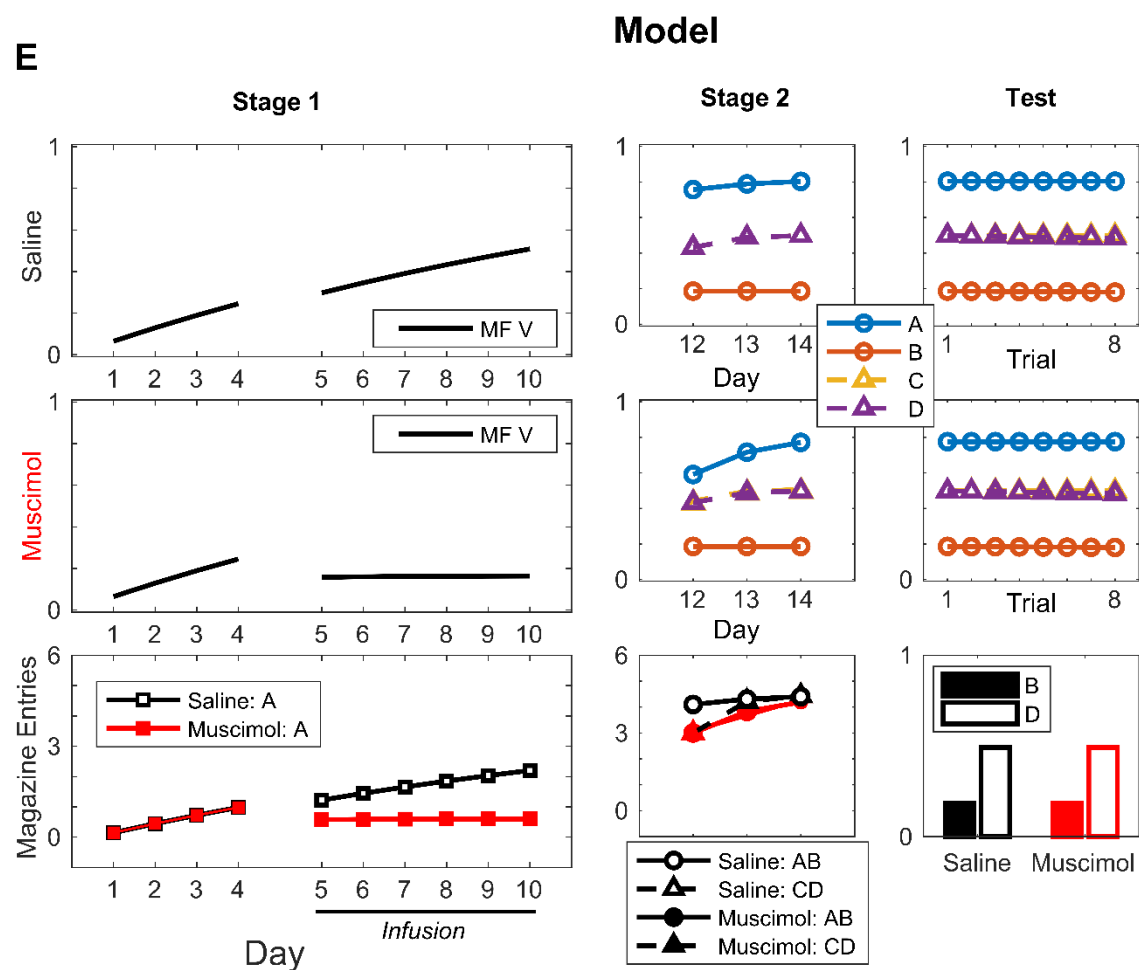 Model
E
Stage 1
Stage 2
Test
Saline
1
0
MF V
1 2 3 4 5 6 7 8 9 10
1
0
12 13 14
Day
1
0
1 8
Trial
A
B
C
D
Muscimol
1
0
MF V
1 2 3 4 5 6 7 8 9 10
1
0
12 13 14
Day
1
0
1 8
Trial
Magazine Entries
6
3
0
Saline: A
Muscimol: A
1 2 3 4 5 6 7 8 9 10
Infusion
Day
6
3
0
Saline: AB
Saline: CD
Muscimol: AB
Muscimol: CD
1
0
B
D
Saline Muscimol